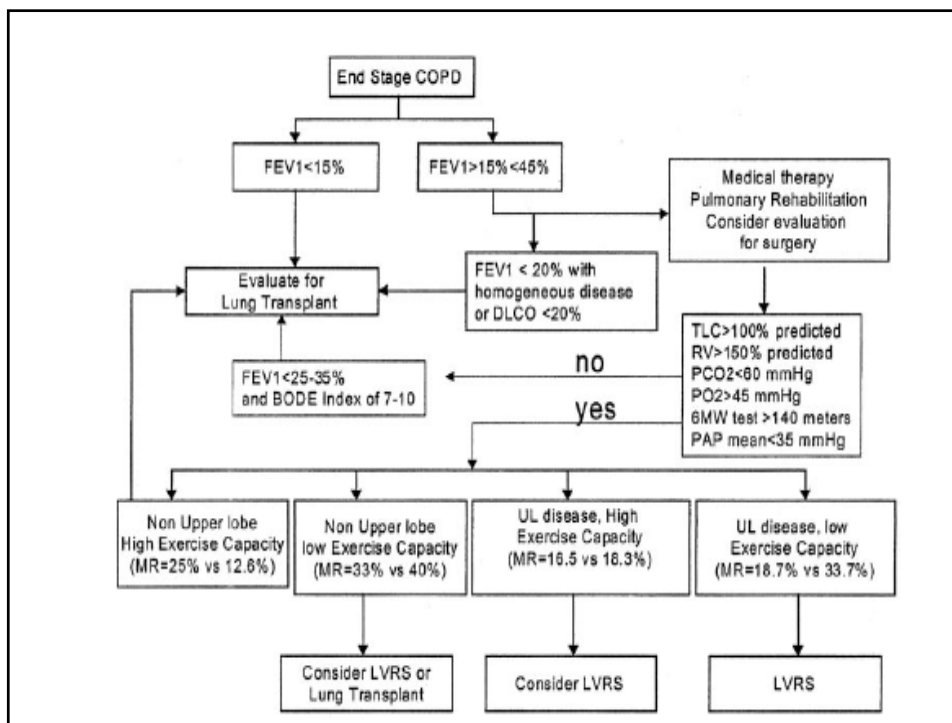 End Stage COPD
FEV1<15%
FEV1>15%<45%
Medical therapy
Pulmonary Rehabilitation
Consider evaluation
for surgery
Evaluate for
Lung Transplant
FEV1 < 20% with
homogeneous disease
or DLCO <20%
TLC>100% predicted
RV>150% predicted
PCO2<60 mmHg
PO2>45 mmHg
6MW test >140 meters
PAP mean<35 mmHg
no
FEV1<25-35%
and BODE Index of 7-10
yes
Non Upper lobe
High Exercise Capacity
(MR=25% vs 12.6%)
Non Upper lobe
low Exercise Capacity
(MR=33% vs 40%)
UL disease, High
Exercise Capacity
(MR=16.5 vs 18.3%)
UL disease, low
Exercise Capacity
(MR=18.7% vs 33.7%)
Consider LVRS or
Lung Transplant
Consider LVRS
LVRS